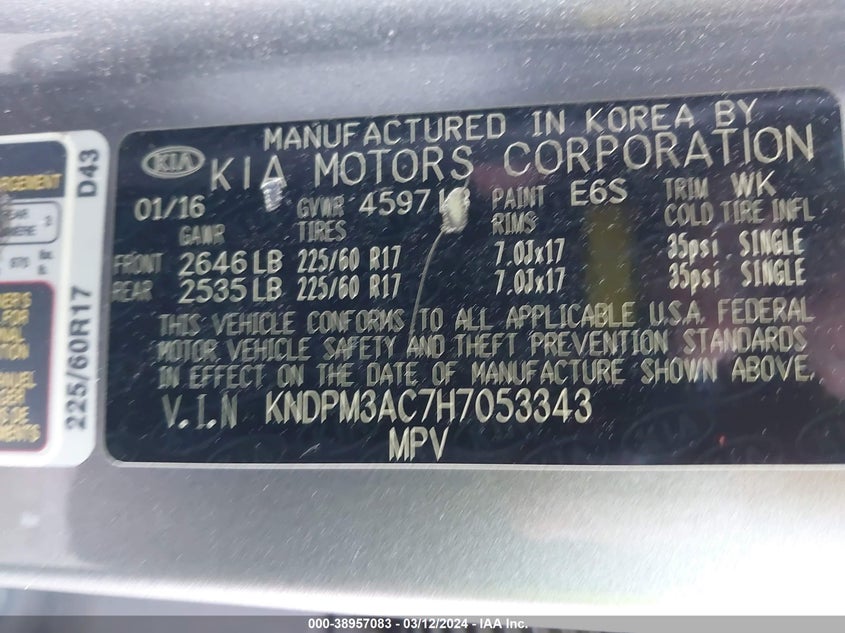 MANUFACTURED IN KOREA BY
KIA KIA MOTORS CORPORATION
01/16 GVWR 4597 PAINT E6S TRIM WK
GAWR TIRES RIMS COLD TIRE INFL
FRONT 2646 LB 225/60 R17 7.0Jx17 35psi SINGLE
REAR 2535 LB 225/60 R17 7.0Jx17 35psi SINGLE
THIS VEHICLE CONFORMS TO ALL APPLICABLE U.S.A. FEDERAL
MOTOR VEHICLE SAFETY AND THEFT PREVENTION STANDARDS
IN EFFECT ON THE DATE OF MANUFACTURE SHOWN ABOVE.
V.I.N KNDPM3AC7H7053343
MPV
D43
225/60R17
000-38957083 - 03/12/2024 - IAA Inc.